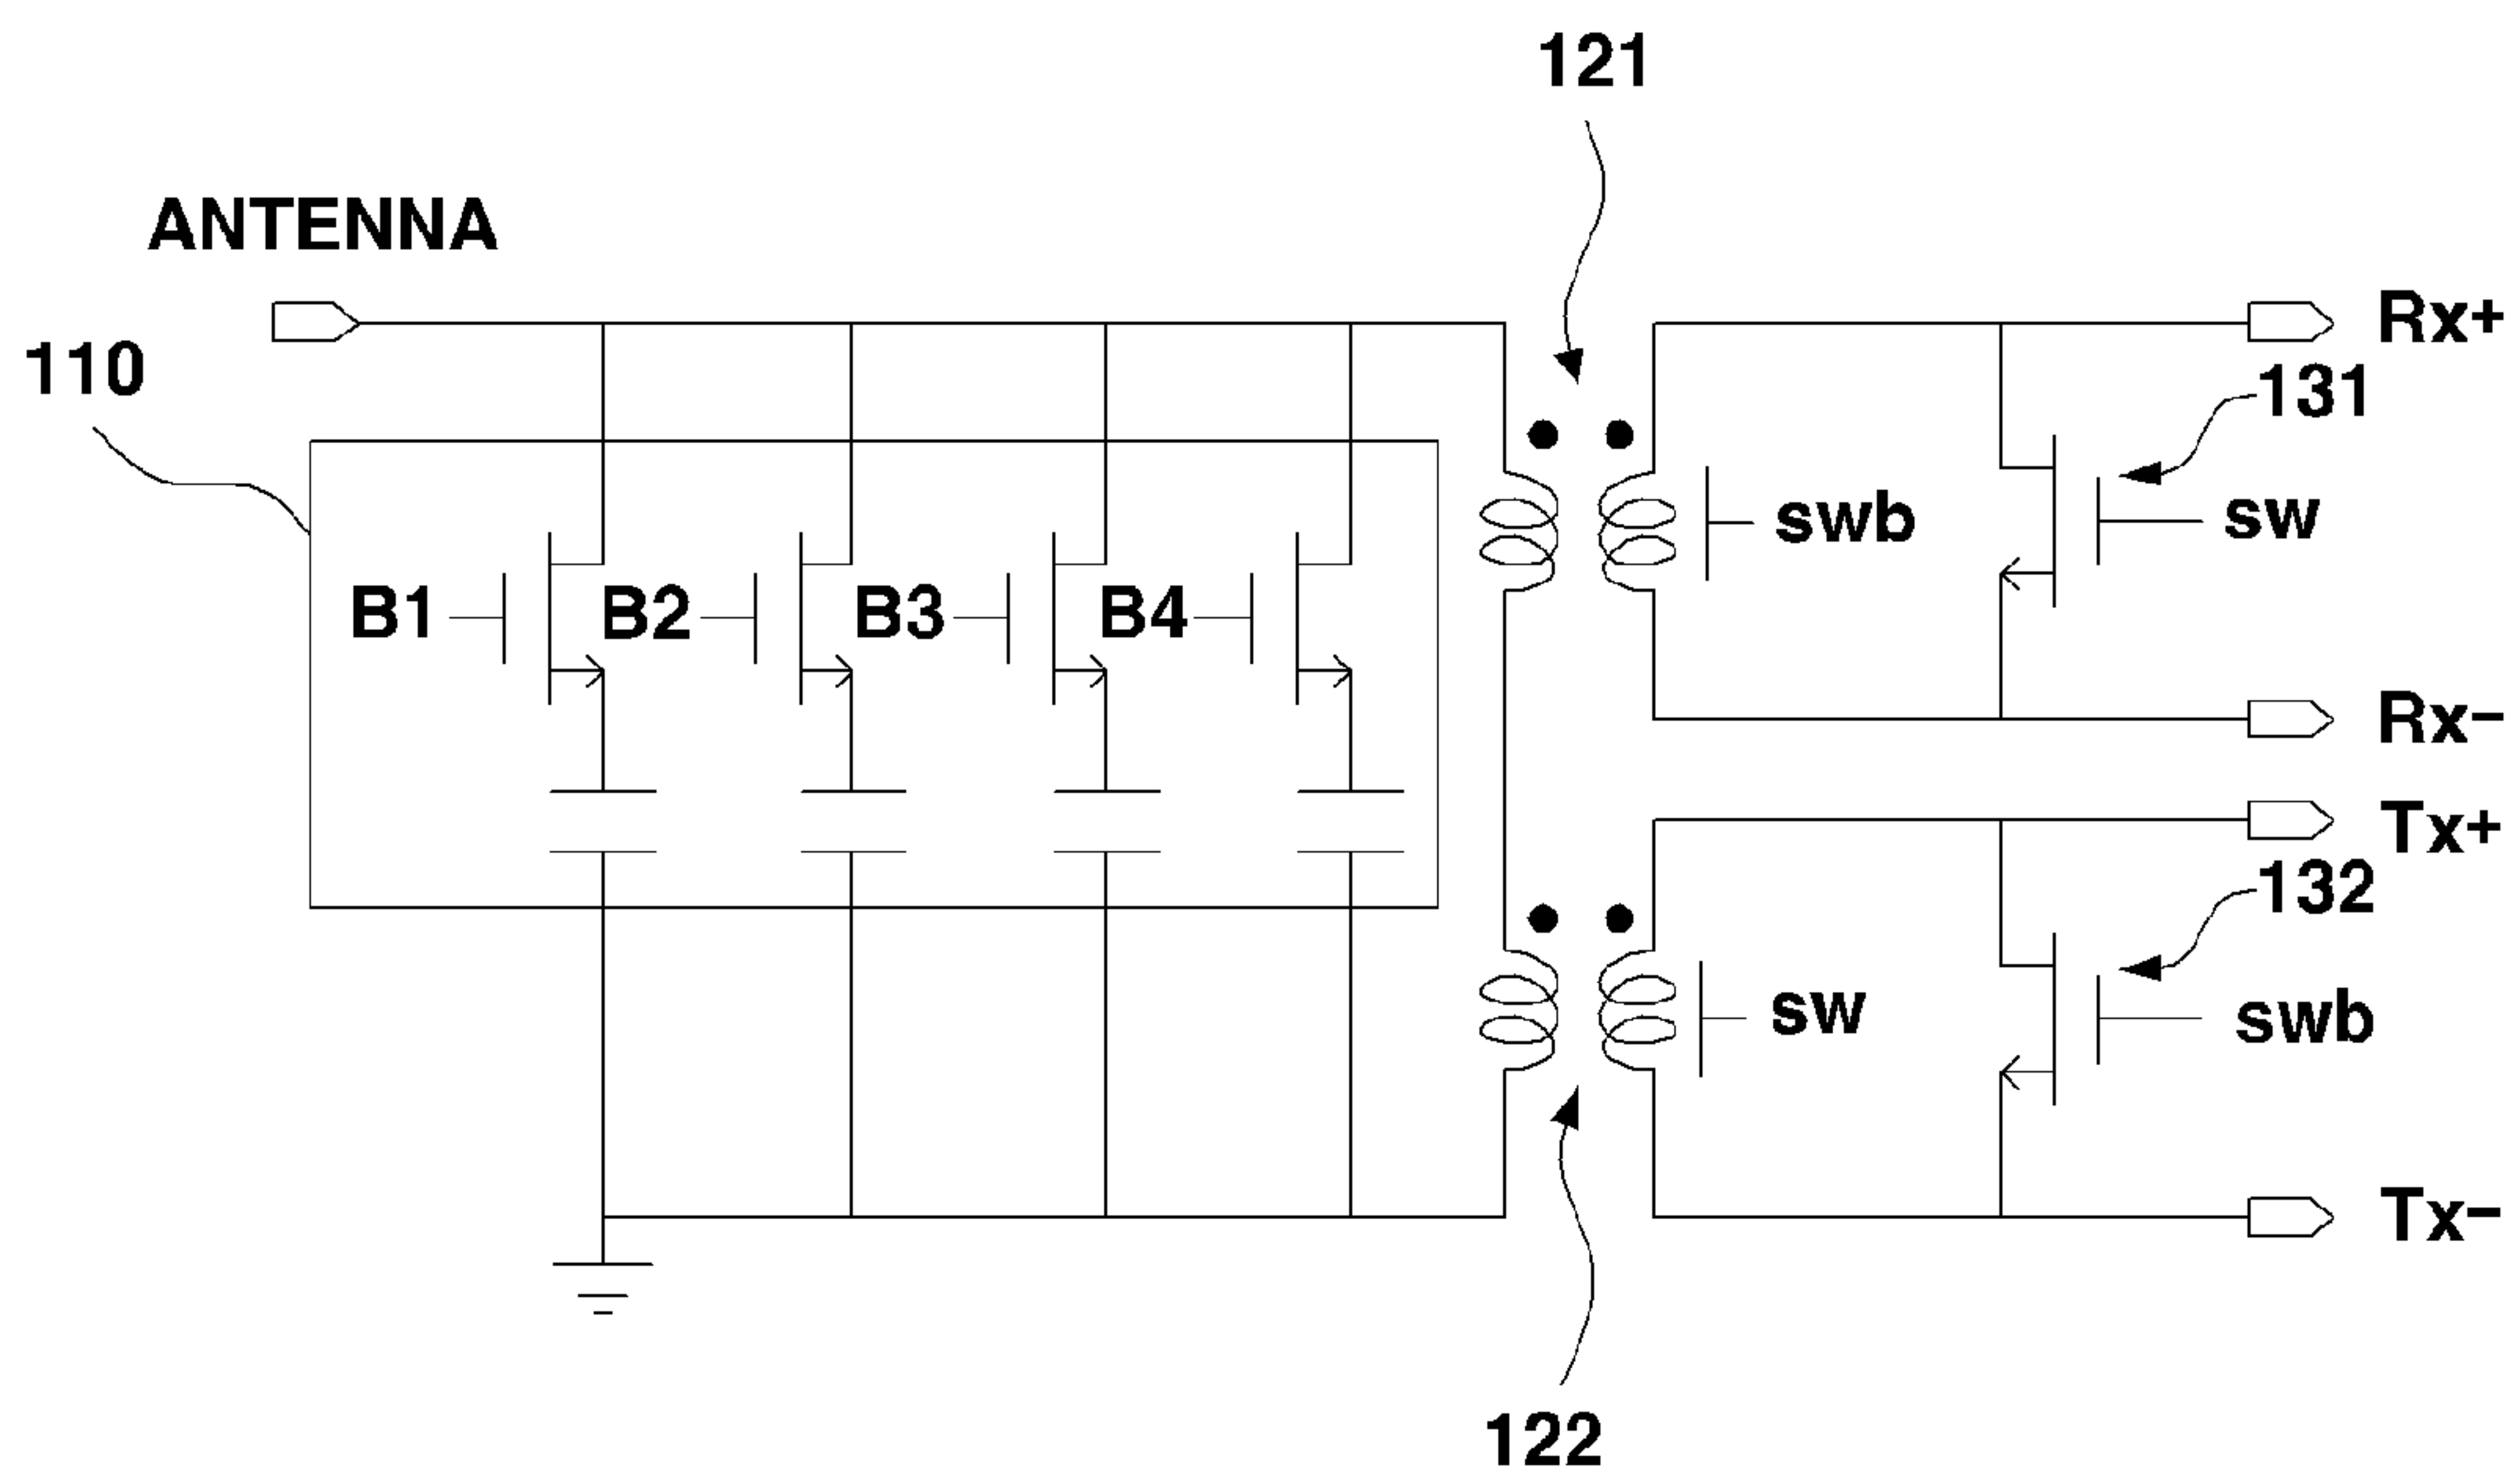 121
ANTENNA
110
Rx+
131
swb
sw
B1
B2
B3
B4
Rx−
Tx+
132
sw
swb
Tx−
122